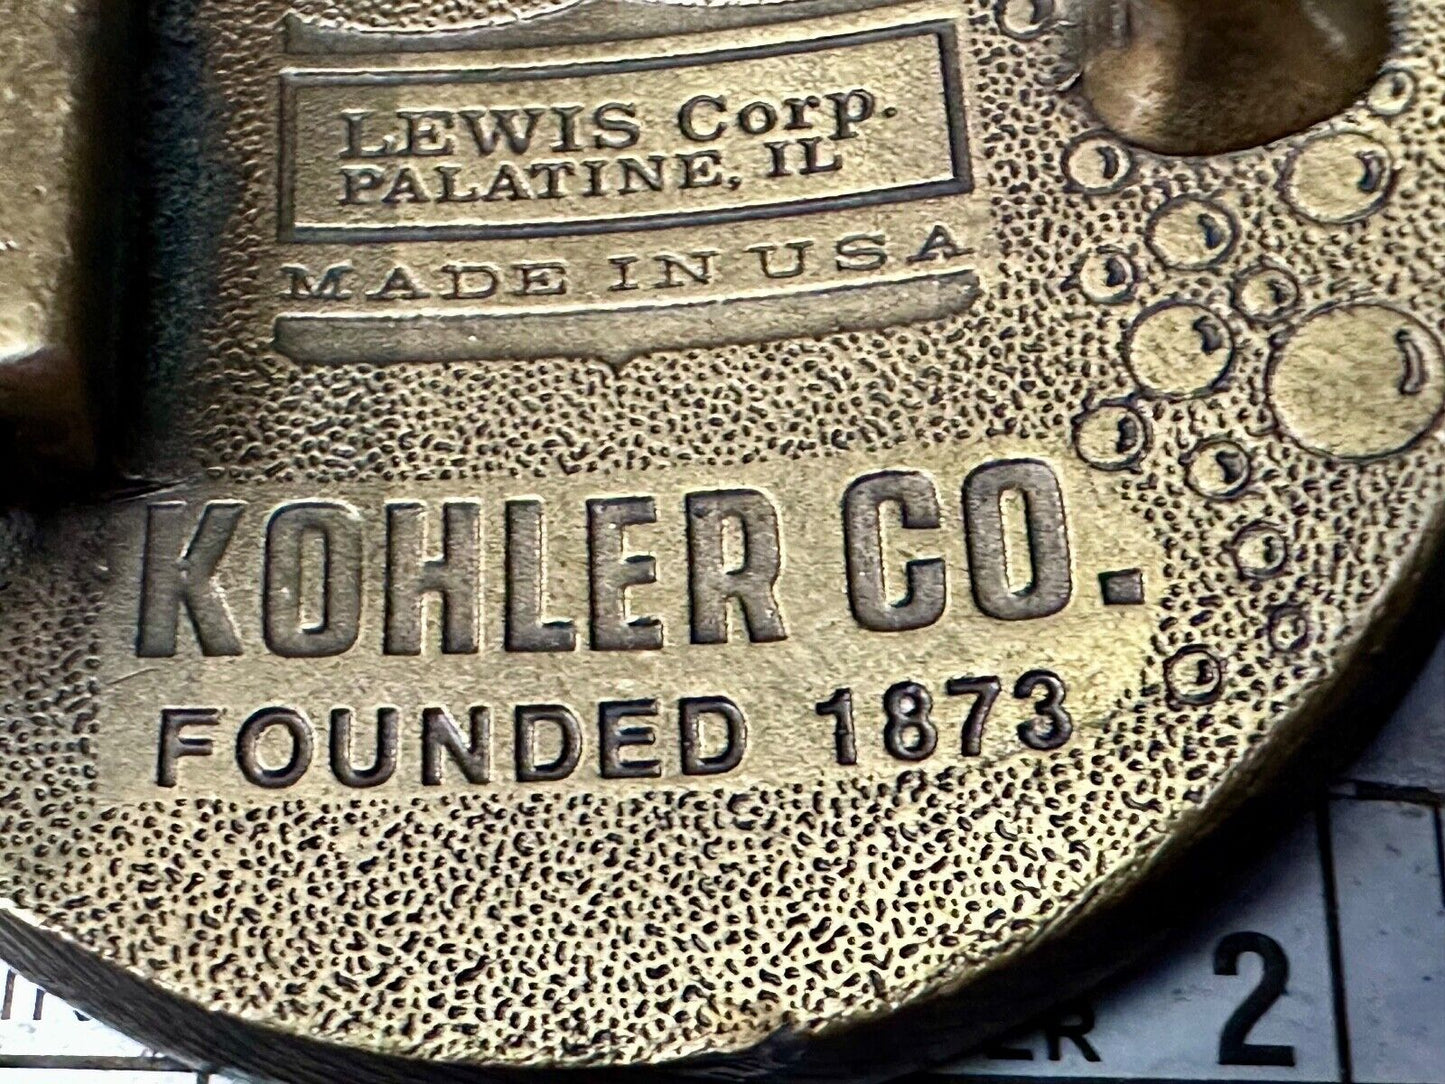 LEWIS Corp.
PALATINE, IL
MADE IN USA
KOHLER CO.
FOUNDED 1873
2